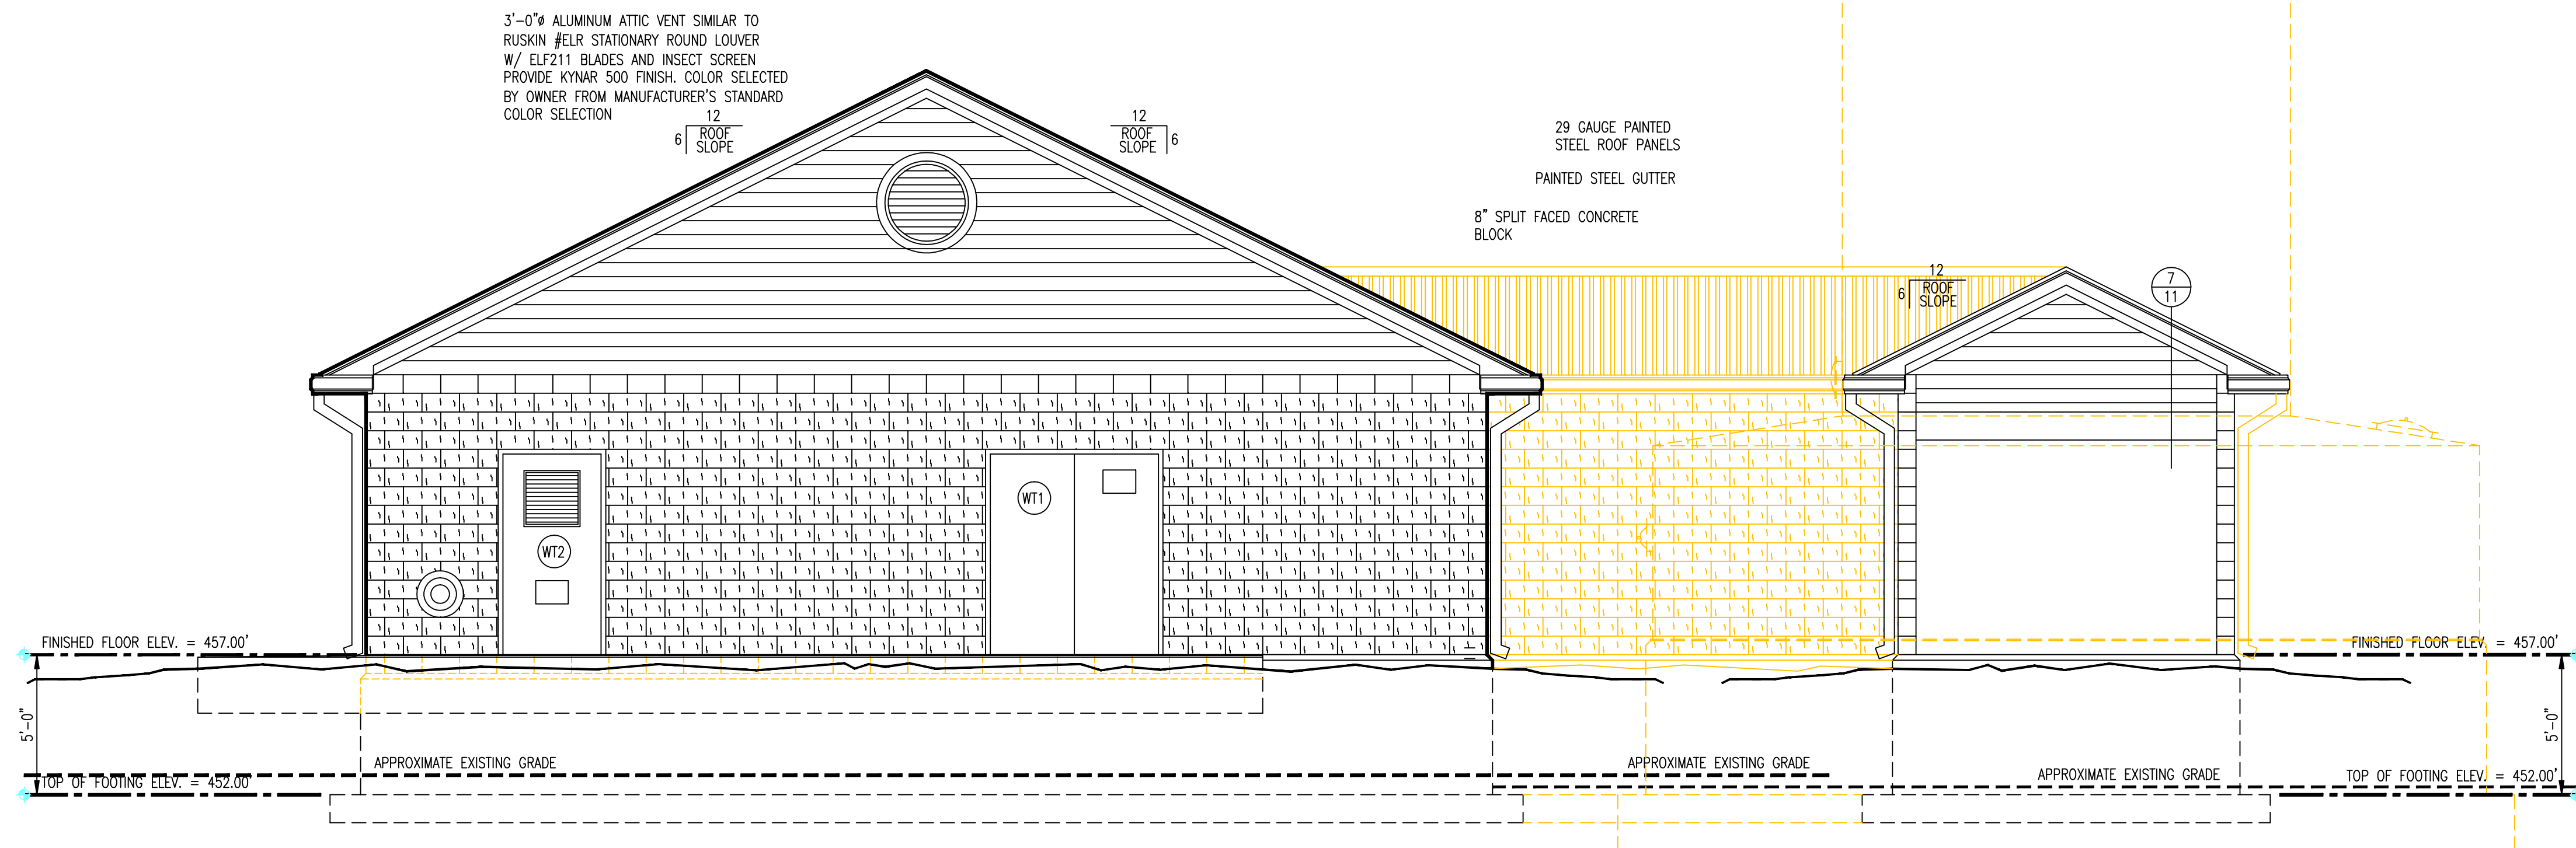 3'-0"ø ALUMINUM ATTIC VENT SIMILAR TO
RUSKIN #ELR STATIONARY ROUND LOUVER
W/ ELF211 BLADES AND INSECT SCREEN
PROVIDE KYNAR 500 FINISH. COLOR SELECTED
BY OWNER FROM MANUFACTURER'S STANDARD
COLOR SELECTION
12
6 ROOF
SLOPE
12
ROOF 6
SLOPE
29 GAUGE PAINTED
STEEL ROOF PANELS
PAINTED STEEL GUTTER
8" SPLIT FACED CONCRETE
BLOCK
12
6 ROOF
SLOPE
7
11
WT1
WT2
FINISHED FLOOR ELEV. = 457.00'
FINISHED FLOOR ELEV. = 457.00'
5'-0"
5'-0"
APPROXIMATE EXISTING GRADE
APPROXIMATE EXISTING GRADE
APPROXIMATE EXISTING GRADE
TOP OF FOOTING ELEV. = 452.00'
TOP OF FOOTING ELEV. = 452.00'